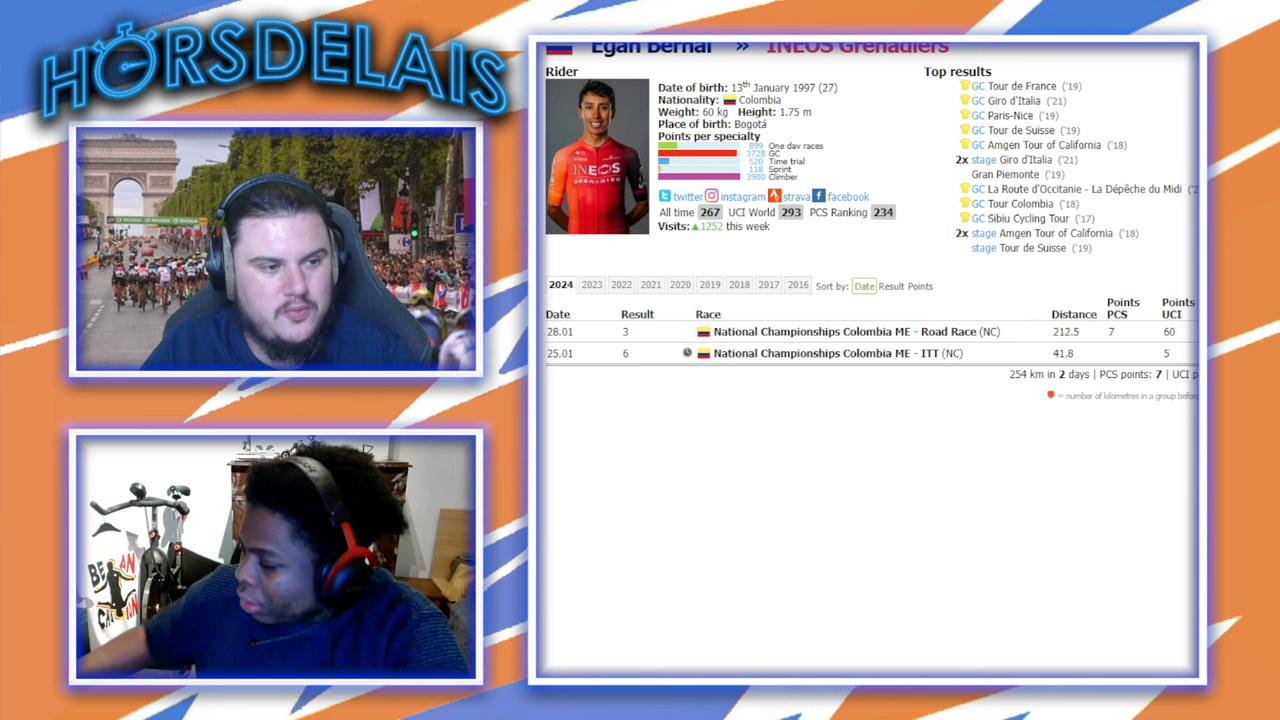 HORSDELAIS
Egan Bernal » INEOS Grenadiers
Rider
Date of birth: 13th January 1997 (27)
Nationality: Colombia
Weight: 60 kg Height: 1.75 m
Place of birth: Bogotá
Points per specialty
899 One day races
3728 GC
520 Time trial
118 Sprint
3900 Climber
twitter instagram strava facebook
All time 267 UCI World 293 PCS Ranking 234
Visits: ▲1252 this week
INEOS
GRENADIERS
Top results
GC Tour de France ('19)
GC Giro d'Italia ('21)
GC Paris-Nice ('19)
GC Tour de Suisse ('19)
GC Amgen Tour of California ('18)
2x stage Giro d'Italia ('21)
Gran Piemonte ('19)
GC La Route d'Occitanie - La Dépêche du Midi ('2
GC Tour Colombia ('18)
GC Sibiu Cycling Tour ('17)
2x stage Amgen Tour of California ('18)
stage Tour de Suisse ('19)
2024 2023 2022 2021 2020 2019 2018 2017 2016 Sort by: Date Result Points
Date Result Race Distance Points PCS Points UCI
28.01 3 National Championships Colombia ME - Road Race (NC) 212.5 7 60
25.01 6 National Championships Colombia ME - ITT (NC) 41.8 5
254 km in 2 days | PCS points: 7 | UCI p
= number of kilometres in a group before